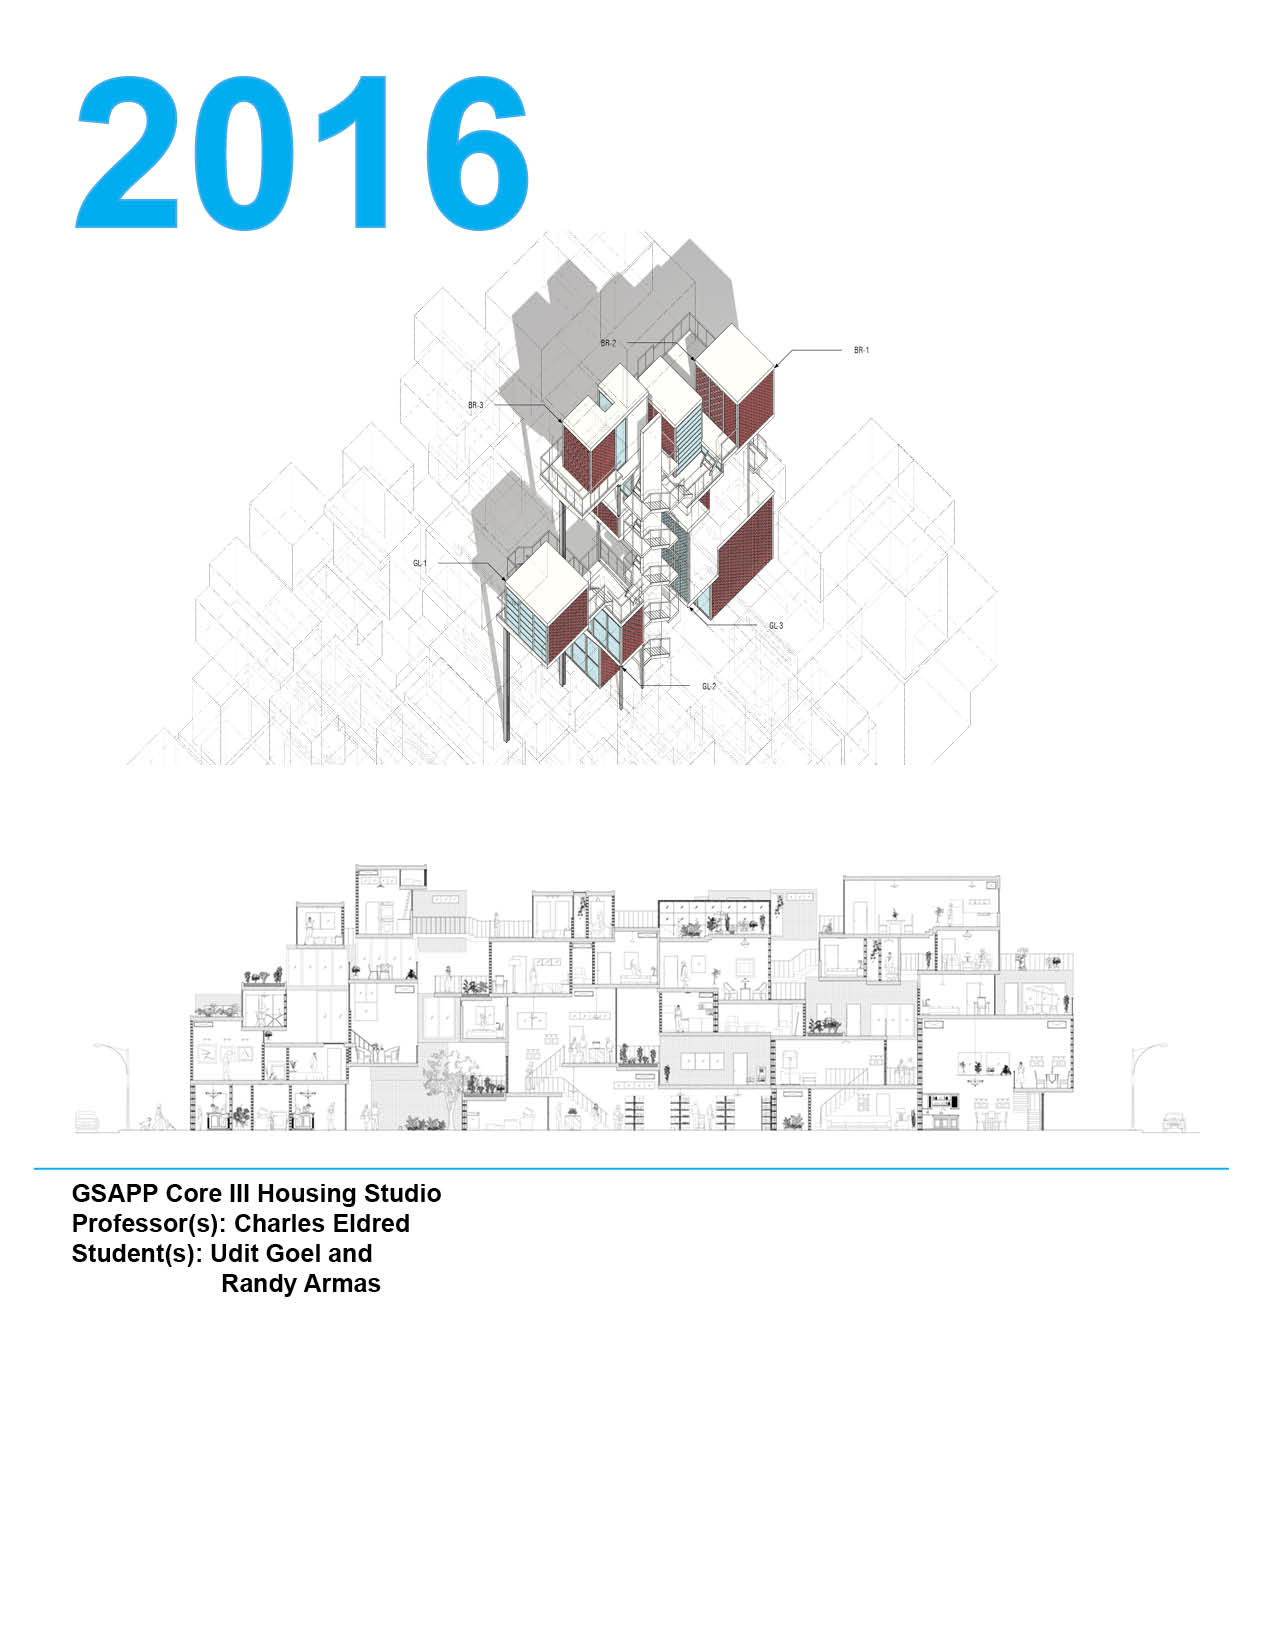 2016
BR-2
BR-1
BR-3
GL-1
GL-3
GL-2
GSAPP Core III Housing Studio
Professor(s): Charles Eldred
Student(s): Udit Goel and
Randy Armas